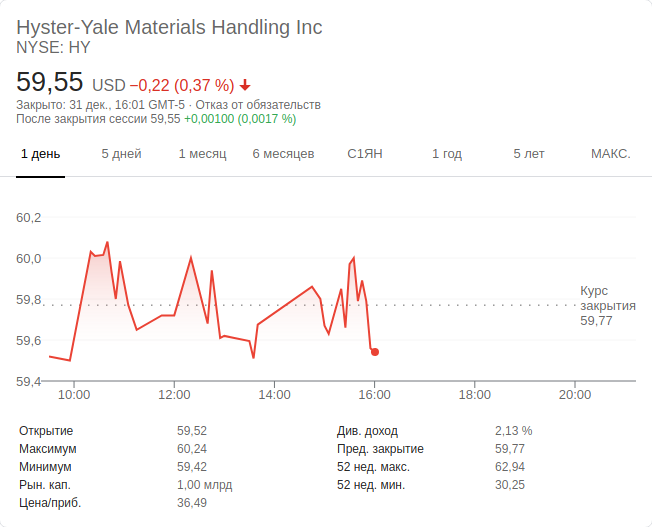 Hyster-Yale Materials Handling Inc
NYSE: HY
59,55 USD −0,22 (0,37 %)
Закрыто: 31 дек., 16:01 GMT-5 · Отказ от обязательств
После закрытия сессии 59,55 +0,00100 (0,0017 %)
1 день 5 дней 1 месяц 6 месяцев С1ЯН 1 год 5 лет МАКС.
60,2
60,0
59,8
59,6
59,4
Курс
закрытия
59,77
10:00 12:00 14:00 16:00 18:00 20:00
Открытие 59,52 Див. доход 2,13 %
Максимум 60,24 Пред. закрытие 59,77
Минимум 59,42 52 нед. макс. 62,94
Рын. кап. 1,00 млрд 52 нед. мин. 30,25
Цена/приб. 36,49